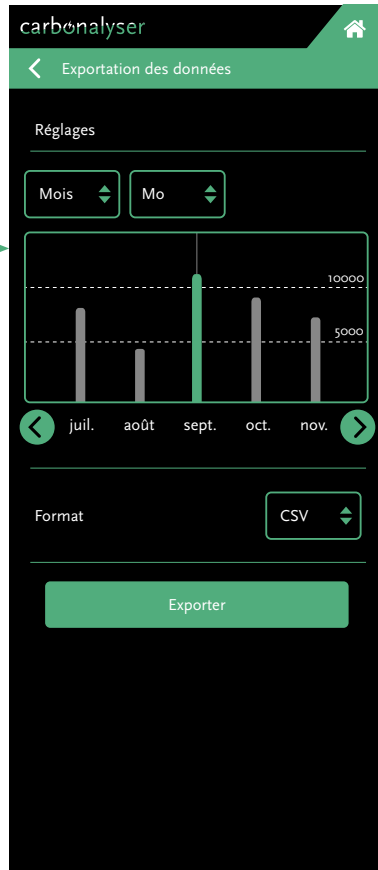 carbonalyser
Exportation des données
Réglages
Mois Mo
10000
5000
juil. août sept. oct. nov.
Format CSV
Exporter